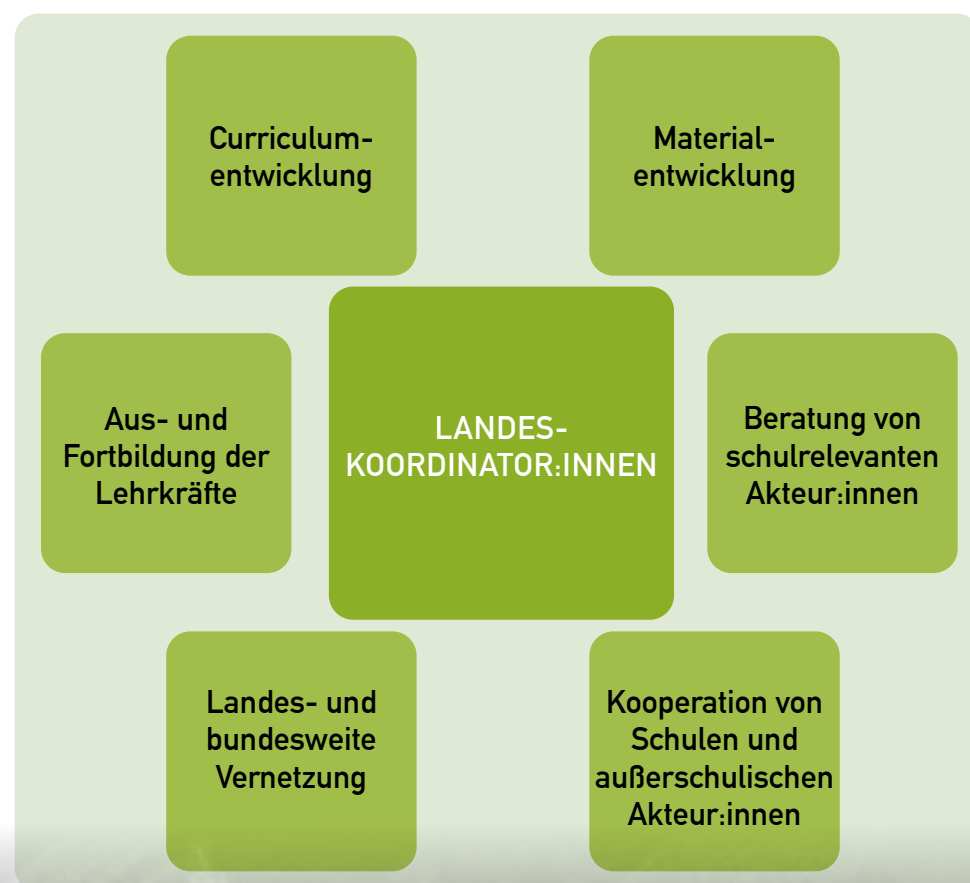 Curriculum-
entwicklung
Material-
entwicklung
Aus- und
Fortbildung der
Lehrkräfte
LANDES-
KOORDINATOR:INNEN
Beratung von
schulrelevanten
Akteur:innen
Landes- und
bundesweite
Vernetzung
Kooperation von
Schulen und
außerschulischen
Akteur:innen